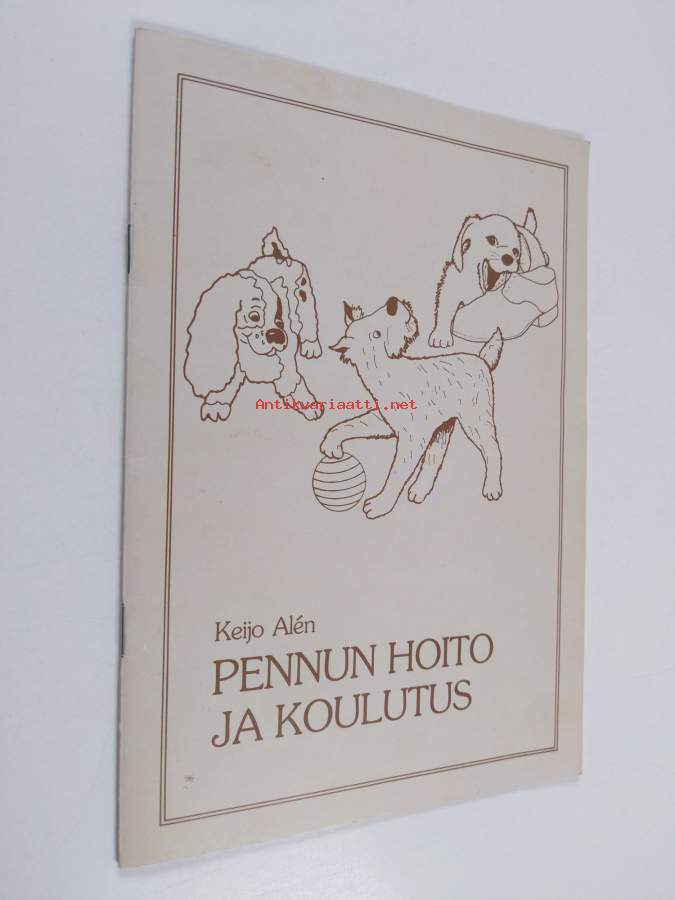 Antikvariaatti.net
Keijo Alén
PENNUN HOITO
JA KOULUTUS